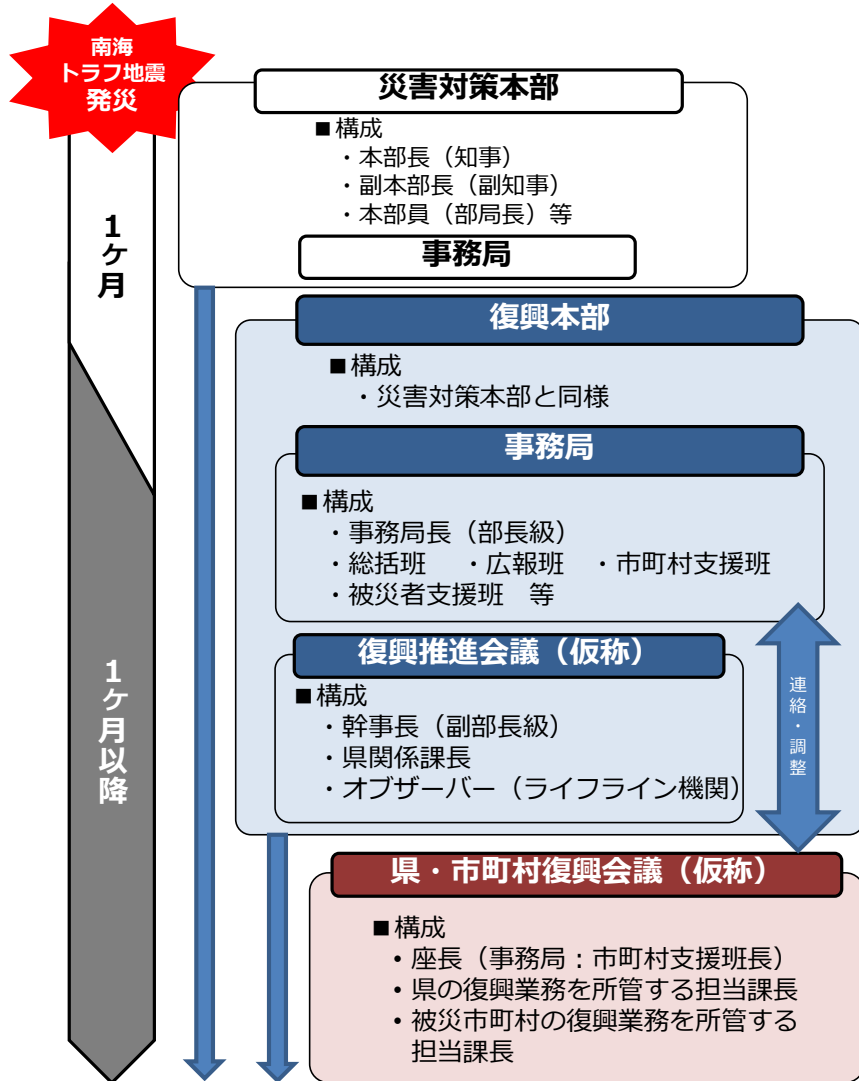 南海
トラフ地震
発災
災害対策本部
■構成
・本部長（知事）
・副本部長（副知事）
・本部員（部局長）等
事務局
1ヶ月
復興本部
■構成
・災害対策本部と同様
事務局
■構成
・事務局長（部長級）
・総括班　・広報班　・市町村支援班
・被災者支援班　等
復興推進会議（仮称）
■構成
・幹事長（副部長級）
・県関係課長
・オブザーバー（ライフライン機関）
連絡・調整
1ヶ月以降
県・市町村復興会議（仮称）
■構成
・座長（事務局：市町村支援班長）
・県の復興業務を所管する担当課長
・被災市町村の復興業務を所管する
担当課長